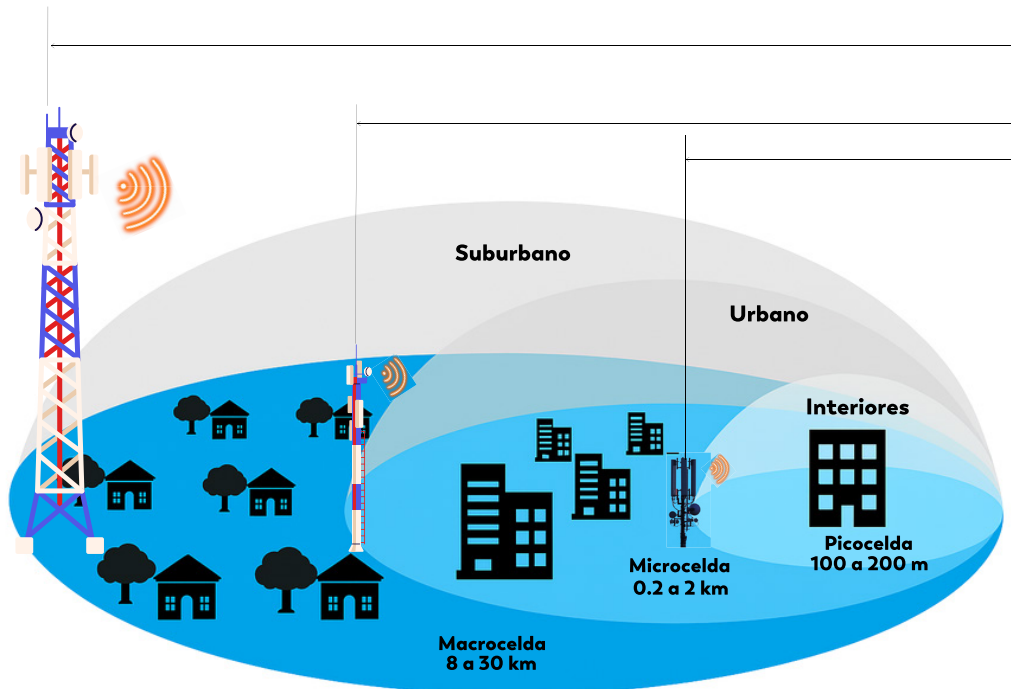 Suburbano
Urbano
Interiores
Picocelda
100 a 200 m
Microcelda
0.2 a 2 km
Macrocelda
8 a 30 km